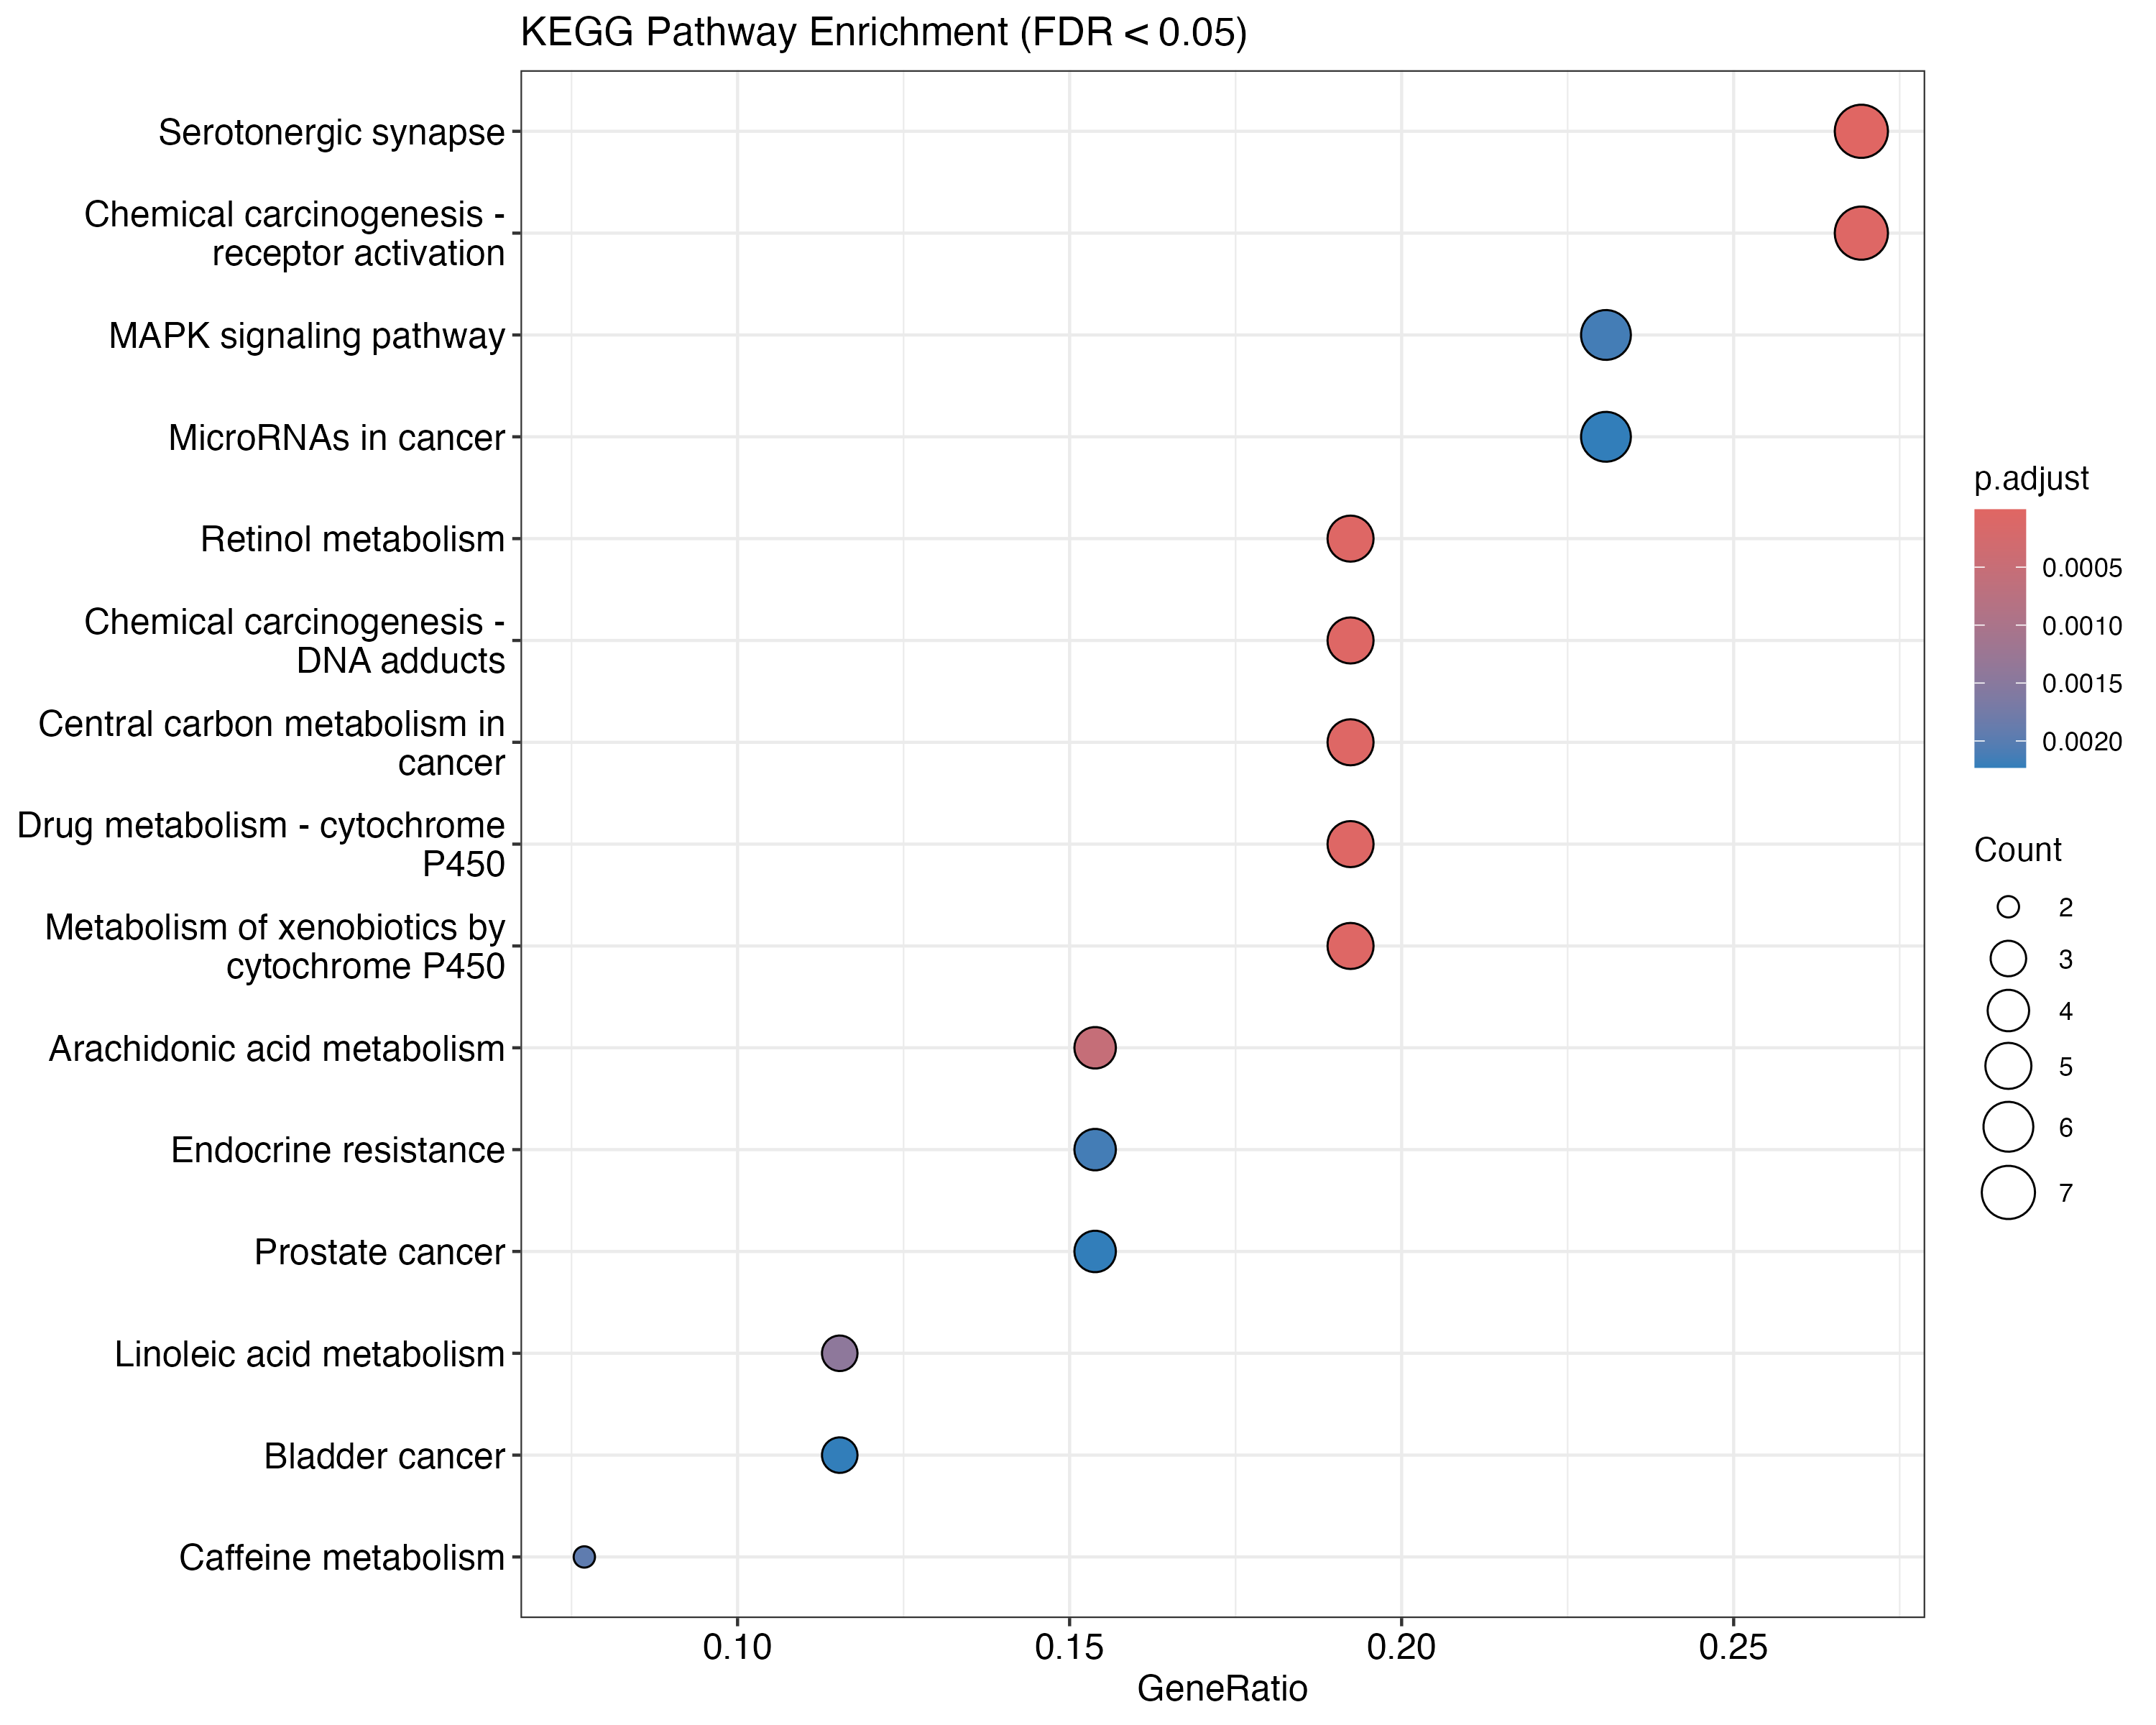 KEGG Pathway Enrichment (FDR < 0.05)
Serotonergic synapse
Chemical carcinogenesis -
receptor activation
MAPK signaling pathway
MicroRNAs in cancer
Retinol metabolism
Chemical carcinogenesis -
DNA adducts
Central carbon metabolism in
cancer
Drug metabolism - cytochrome
P450
Metabolism of xenobiotics by
cytochrome P450
Arachidonic acid metabolism
Endocrine resistance
Prostate cancer
Linoleic acid metabolism
Bladder cancer
Caffeine metabolism
0.10
0.15
0.20
0.25
GeneRatio
p.adjust
0.0005
0.0010
0.0015
0.0020
Count
2
3
4
5
6
7